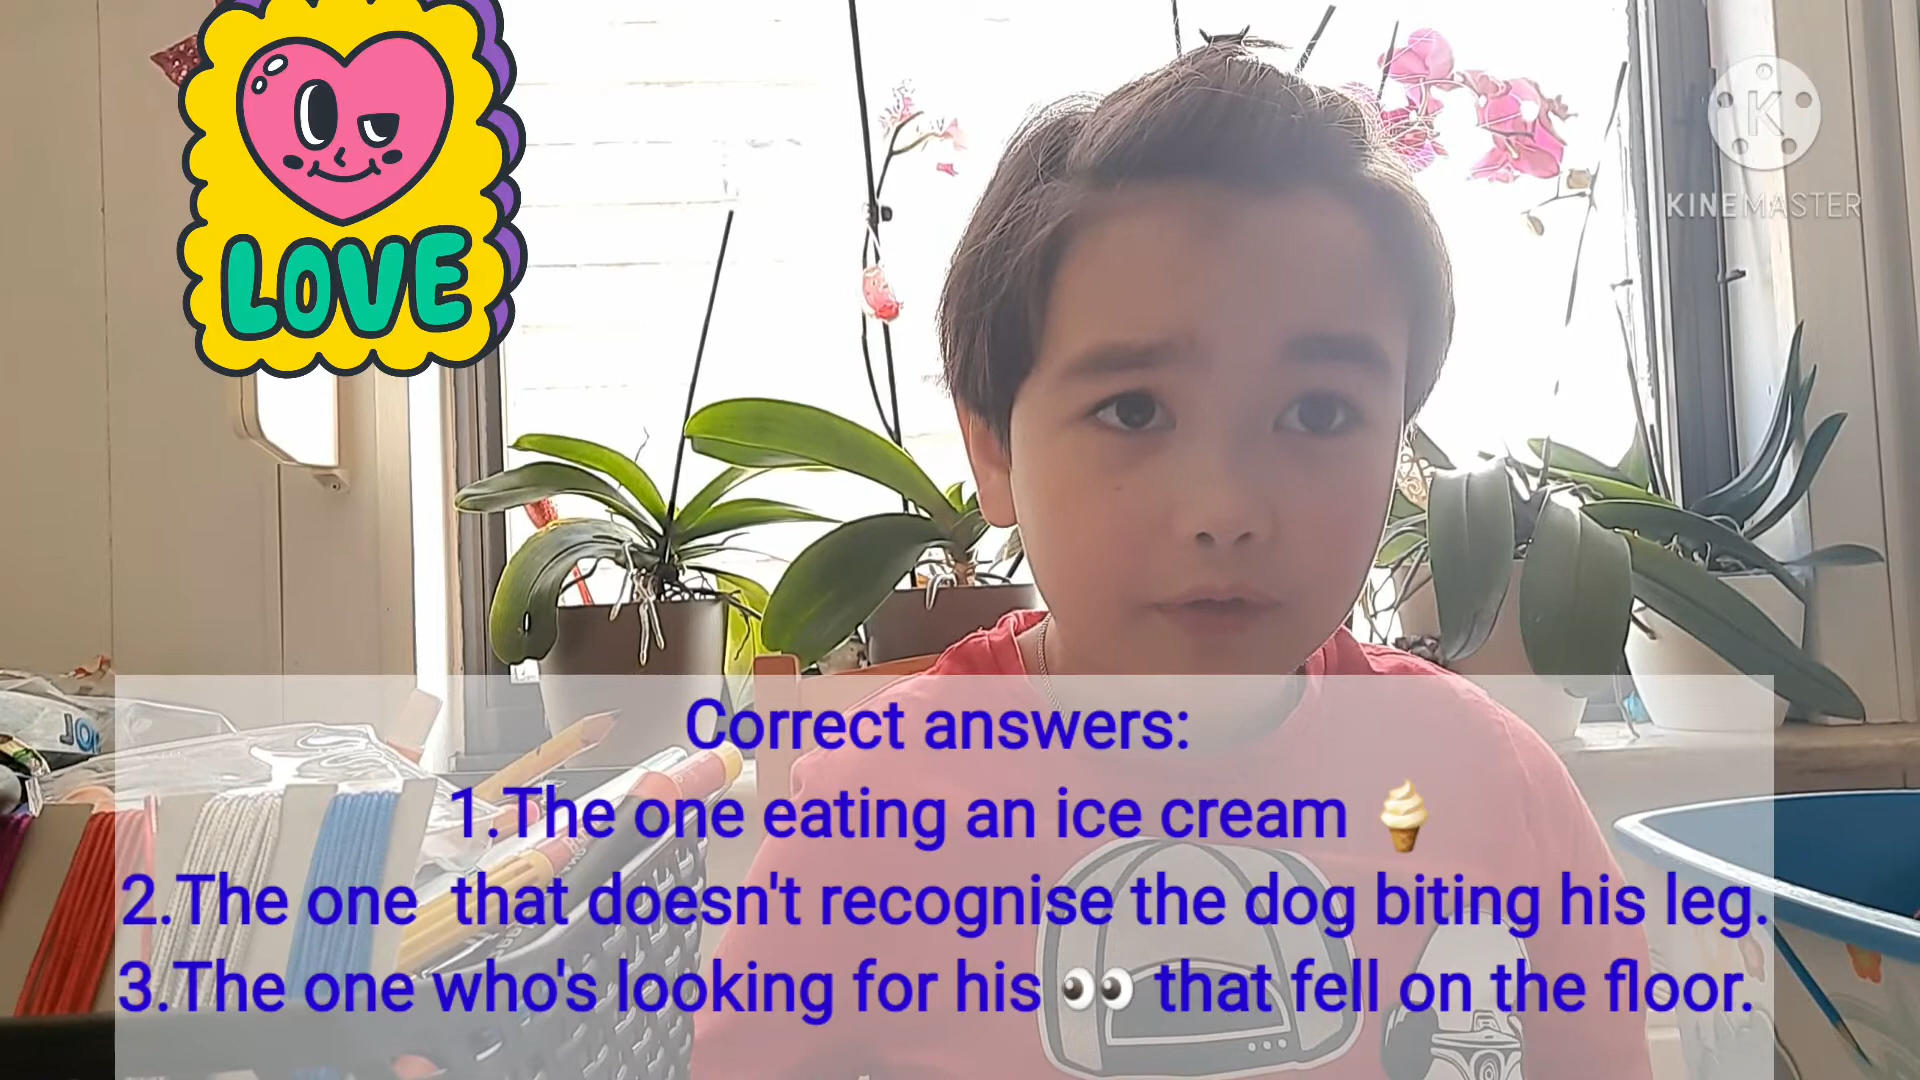 LOVE
KINEMASTER
Correct answers:
1.The one eating an ice cream 🍦
2.The one  that doesn't recognise the dog biting his leg.
3.The one who's looking for his 👀 that fell on the floor.